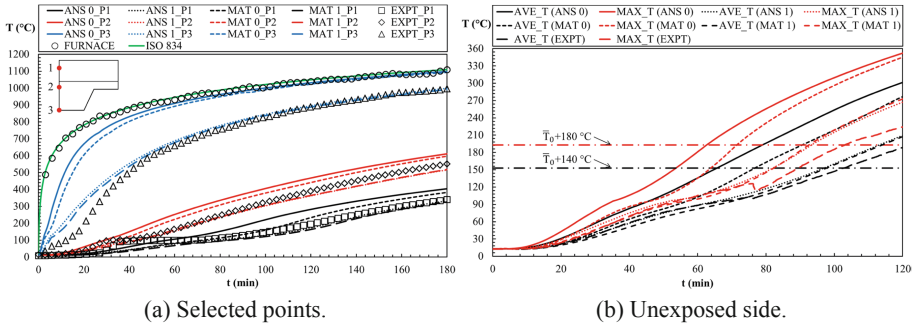 T (°C)
ANS 0_P1 ANS 1_P1 MAT 0_P1 MAT 1_P1 EXPT_P1
ANS 0_P2 ANS 1_P2 MAT 0_P2 MAT 1_P2 EXPT_P2
ANS 0_P3 ANS 1_P3 MAT 0_P3 MAT 1_P3 EXPT_P3
FURNACE ISO 834
1200
1100
1000
900
800
700
600
500
400
300
200
100
0
1
2
3
0 20 40 60 80 100 120 140 160 180
t (min)
(a) Selected points.
AVE_T (ANS 0) MAX_T (ANS 0) AVE_T (ANS 1) MAX_T (ANS 1)
AVE_T (MAT 0) MAX_T (MAT 0) AVE_T (MAT 1) MAX_T (MAT 1)
AVE_T (EXPT) MAX_T (EXPT)
T (°C)
360
330
300
270
240
210
180
150
120
90
60
30
0
T̅₀+180 °C
T̅₀+140 °C
0 20 40 60 80 100 120
t (min)
(b) Unexposed side.